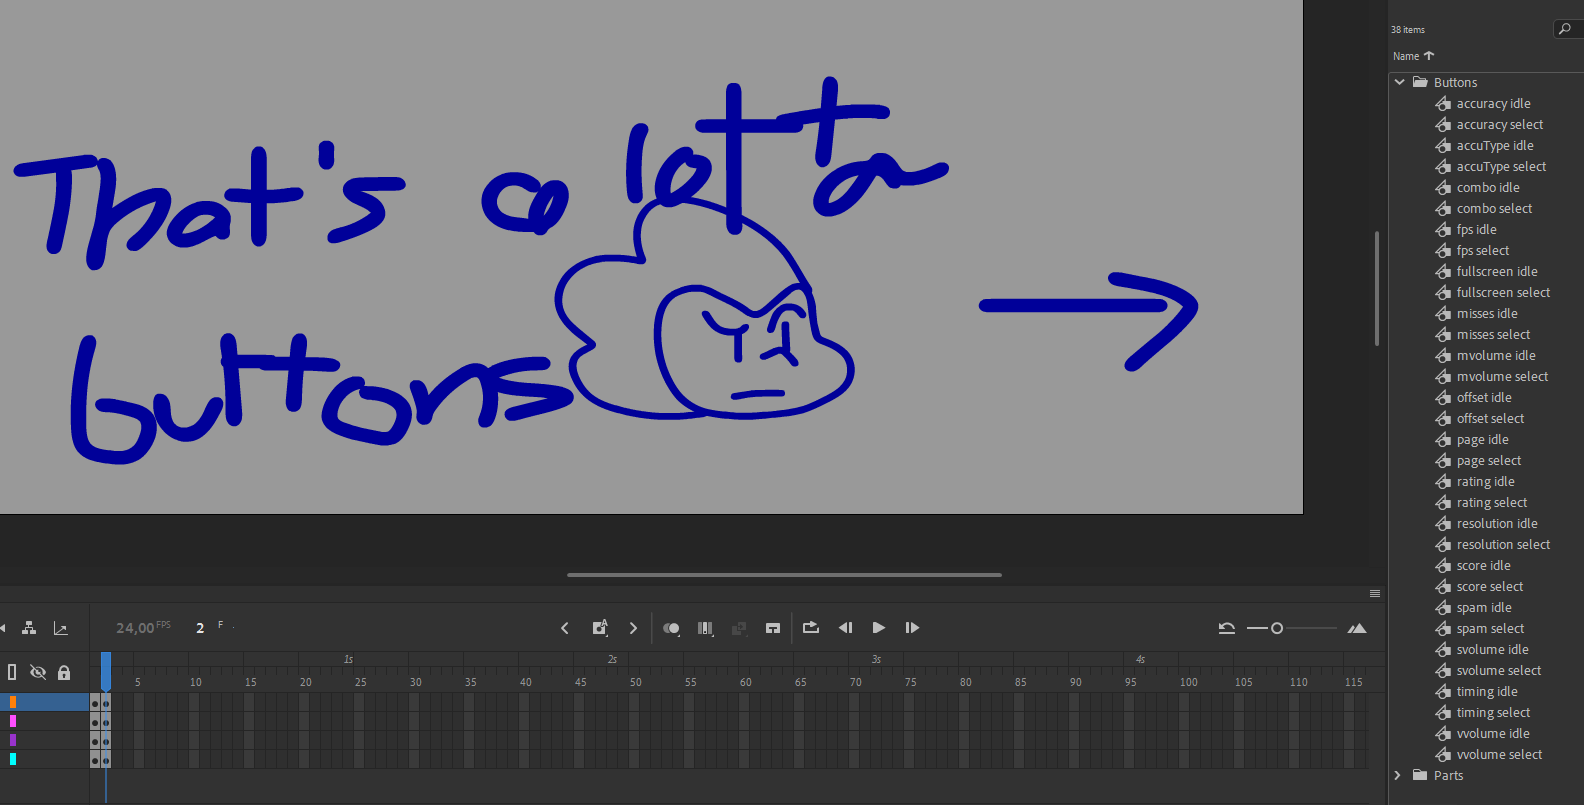 38 items
Name
Buttons
accuracy idle
accuracy select
accuType idle
accuType select
combo idle
combo select
fps idle
fps select
fullscreen idle
fullscreen select
misses idle
misses select
mvolume idle
mvolume select
offset idle
offset select
page idle
page select
rating idle
rating select
resolution idle
resolution select
score idle
score select
spam idle
spam select
svolume idle
svolume select
timing idle
timing select
vvolume idle
vvolume select
Parts
That's a lotta
buttons
24,00 FPS 2 F
1s 2s 3s 4s
5 10 15 20 25 30 35 40 45 50 55 60 65 70 75 80 85 90 95 100 105 110 115